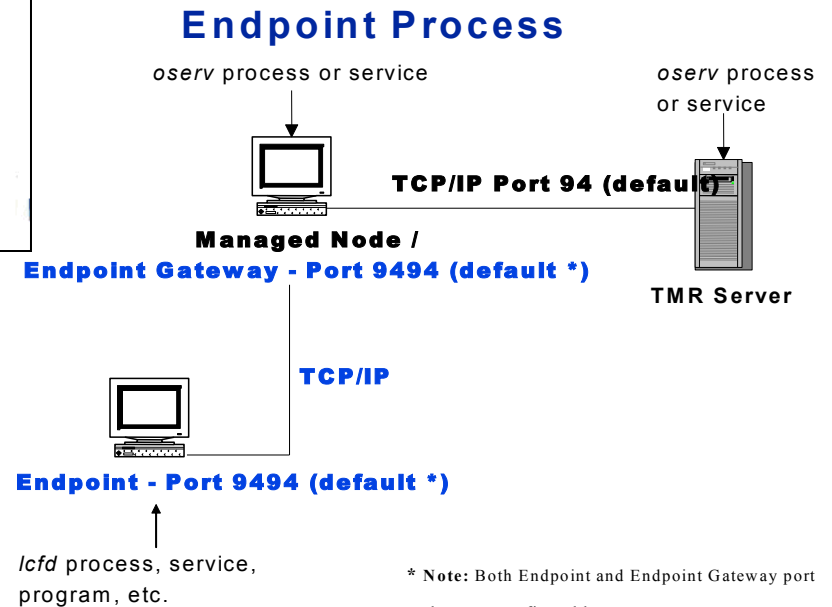 Endpoint Process
oserv process or service
oserv process
or service
TCP/IP Port 94 (default)
Managed Node /
Endpoint Gateway - Port 9494 (default *)
TMR Server
TCP/IP
Endpoint - Port 9494 (default *)
lcfd process, service,
program, etc.
* Note: Both Endpoint and Endpoint Gateway port